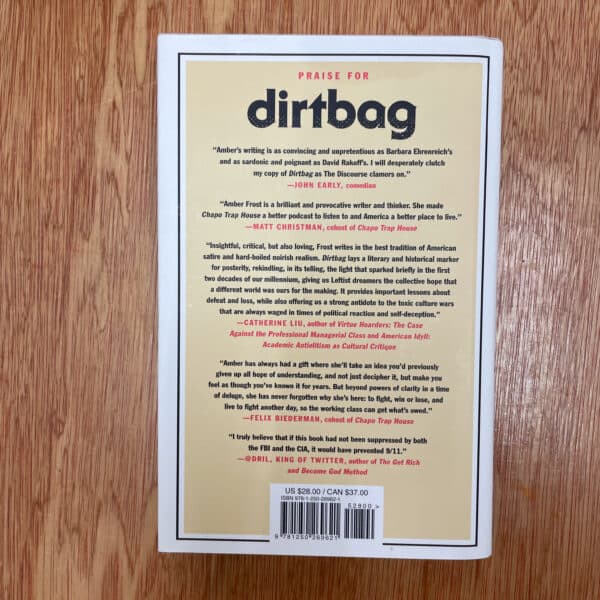 PRAISE FOR
dirtbag
“Amber’s writing is as convincing and unpretentious as Barbara Ehrenreich’s
and as sardonic and poignant as David Rakoff’s. I will desperately clutch
my copy of Dirtbag as The Discourse clamors on.”
—JOHN EARLY, comedian
“Amber Frost is a brilliant and provocative writer and thinker. She made
Chapo Trap House a better podcast to listen to and America a better place to live.”
—MATT CHRISTMAN, cohost of Chapo Trap House
“Insightful, critical, but also loving, Frost writes in the best tradition of American
satire and hard-boiled noirish realism. Dirtbag lays a literary and historical marker
for posterity, rekindling, in its telling, the light that sparked briefly in the first
two decades of our millennium, giving us Leftist dreamers the collective hope that
a different world was ours for the making. It provides important lessons about
defeat and loss, while also offering us a strong antidote to the toxic culture wars
that are always waged in times of political reaction and self-deception.”
—CATHERINE LIU, author of Virtue Hoarders: The Case
Against the Professional Managerial Class and American Idyll:
Academic Antielitism as Cultural Critique
“Amber has always had a gift where she’ll take an idea you’d previously
given up all hope of understanding, and not just decipher it, but make you
feel as though you’ve known it for years. But beyond powers of clarity in a time
of deluge, she has never forgotten why she’s here: to fight, win or lose, and
live to fight another day, so the working class can get what’s owed.”
—FELIX BIEDERMAN, cohost of Chapo Trap House
“I truly believe that if this book had not been suppressed by both
the FBI and the CIA, it would have prevented 9/11.”
—@DRIL, KING OF TWITTER, author of The Get Rich
and Become God Method
US $28.00 / CAN $37.00
ISBN 978-1-250-26962-1
52800>
9 781250 269621